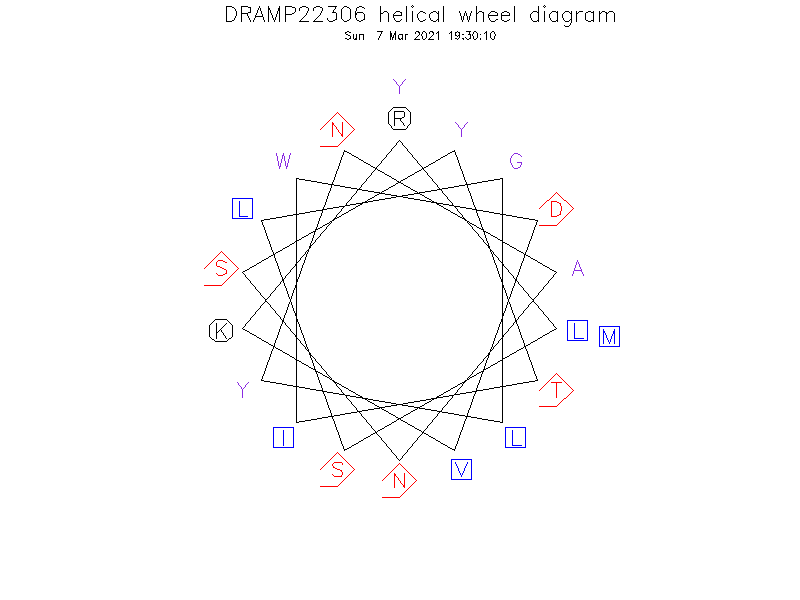 DRAMP22306 helical wheel diagram
Sun 7 Mar 2021 19:30:10
Y
R
N
Y
W
G
L
D
S
A
K
L
M
Y
T
I
L
S
V
N